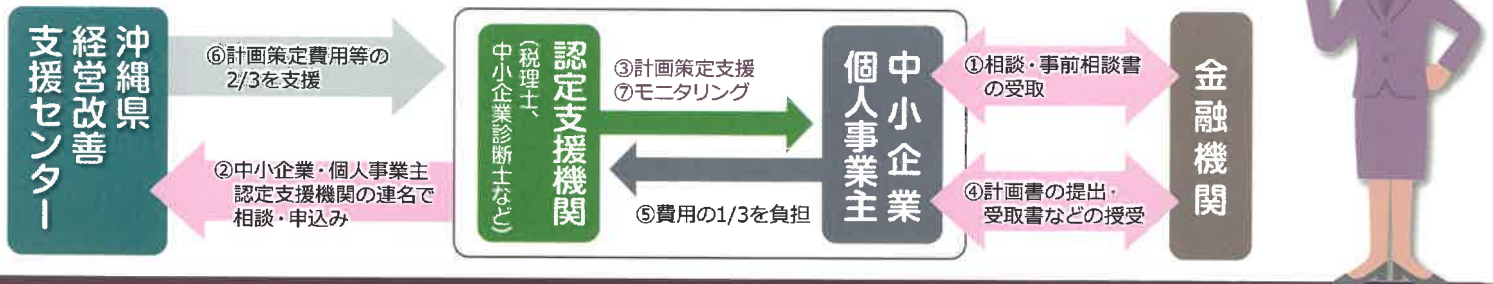 沖縄県
経営改善
支援センター
⑥計画策定費用等の
2/3を支援
②中小企業・個人事業主
認定支援機関の連名で
相談・申込み
認定支援機関
(税理士、
中小企業診断士など)
③計画策定支援
⑦モニタリング
⑤費用の1/3を負担
中小企業
個人事業主
①相談・事前相談書
の受取
④計画書の提出・
受取書などの授受
金融機関